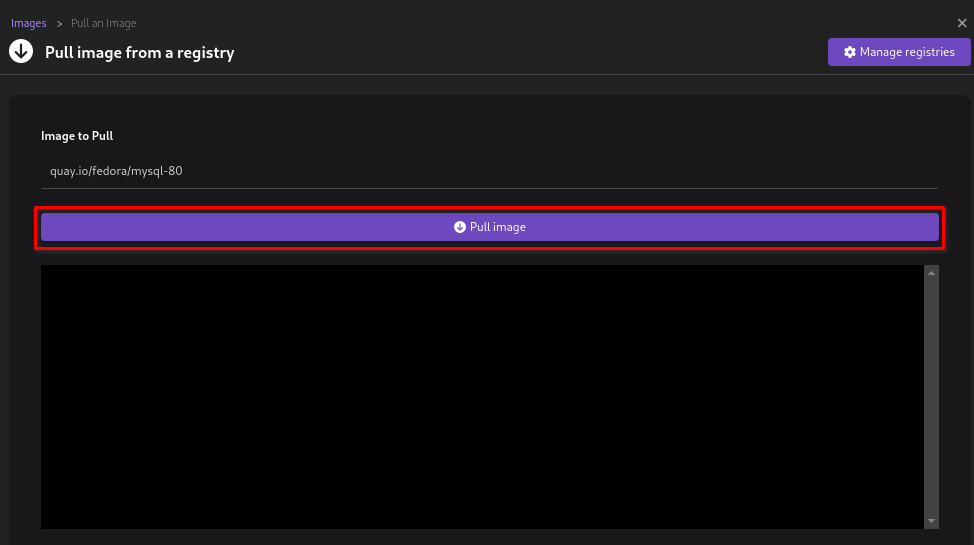 Images > Pull an Image
Pull image from a registry
Manage registries
Image to Pull
quay.io/fedora/mysql-80
Pull image